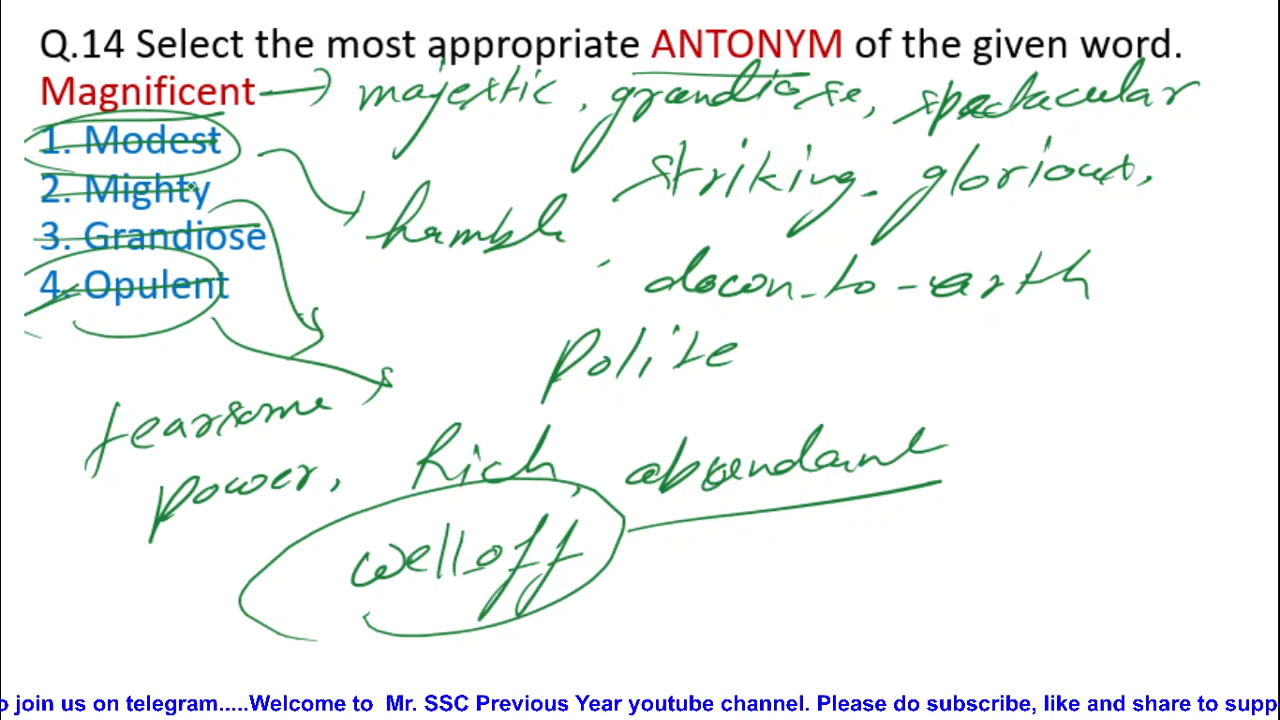 Q.14 Select the most appropriate ANTONYM of the given word.
Magnificent → majestic, grandiose, spectacular
1. Modest
striking. glorious,
2. Mighty
humble
3. Grandiose
4. Opulent
down-to-earth
polite
fearsome
power, Rich, abundant
welloff
o join us on telegram.....Welcome to Mr. SSC Previous Year youtube channel. Please do subscribe, like and share to supp